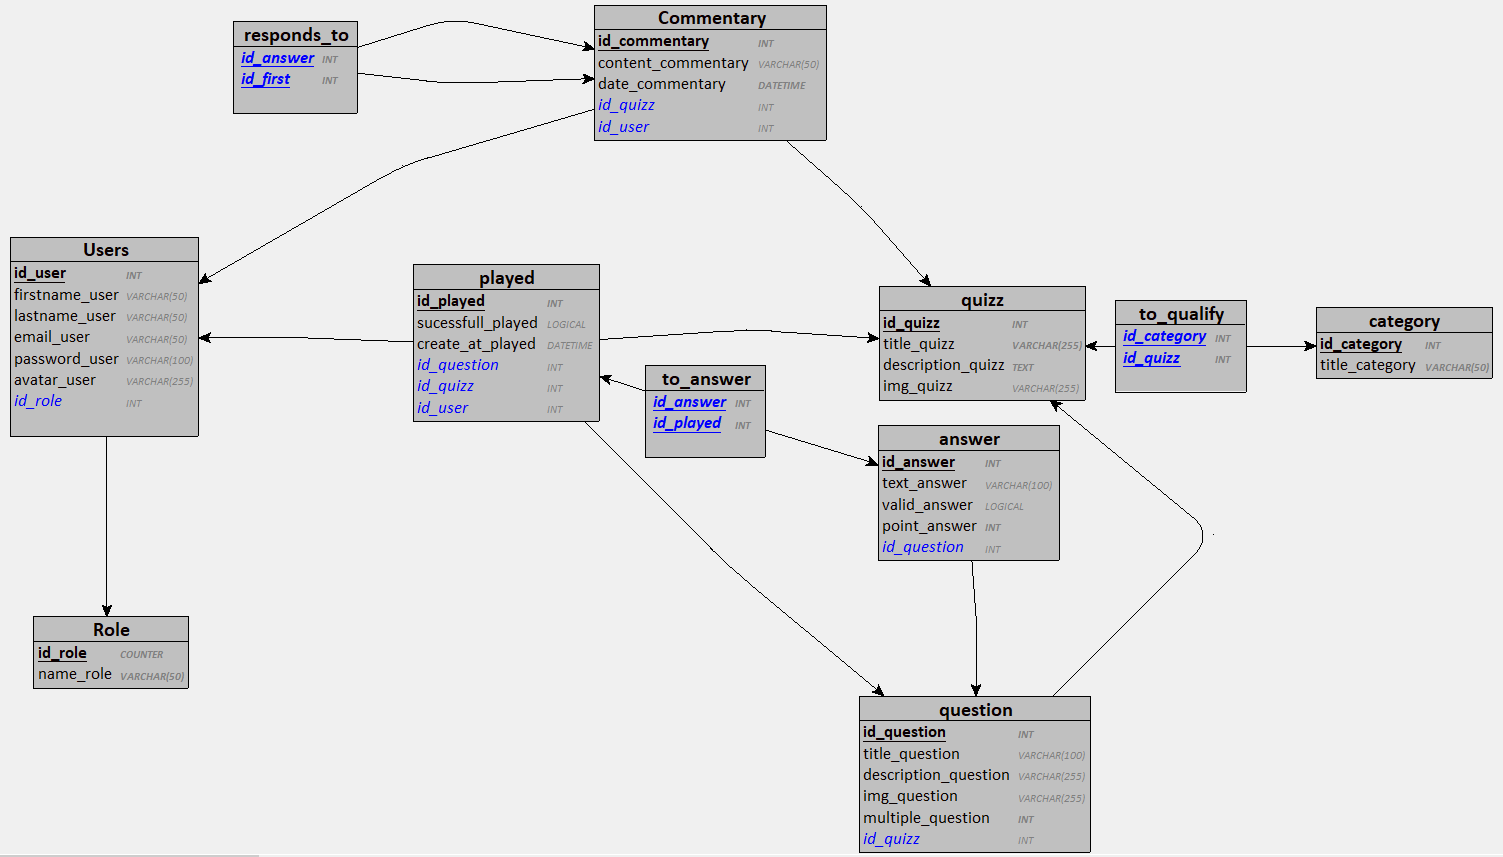 responds_to
id_answer INT
id_first INT
Commentary
id_commentary INT
content_commentary VARCHAR(50)
date_commentary DATETIME
id_quizz INT
id_user INT
Users
id_user INT
firstname_user VARCHAR(50)
lastname_user VARCHAR(50)
email_user VARCHAR(50)
password_user VARCHAR(100)
avatar_user VARCHAR(255)
id_role INT
played
id_played INT
sucessfull_played LOGICAL
create_at_played DATETIME
id_question INT
id_quizz INT
id_user INT
to_answer
id_answer INT
id_played INT
quizz
id_quizz INT
title_quizz VARCHAR(255)
description_quizz TEXT
img_quizz VARCHAR(255)
to_qualify
id_category INT
id_quizz INT
category
id_category INT
title_category VARCHAR(50)
answer
id_answer INT
text_answer VARCHAR(100)
valid_answer LOGICAL
point_answer INT
id_question INT
Role
id_role COUNTER
name_role VARCHAR(50)
question
id_question INT
title_question VARCHAR(100)
description_question VARCHAR(255)
img_question VARCHAR(255)
multiple_question INT
id_quizz INT